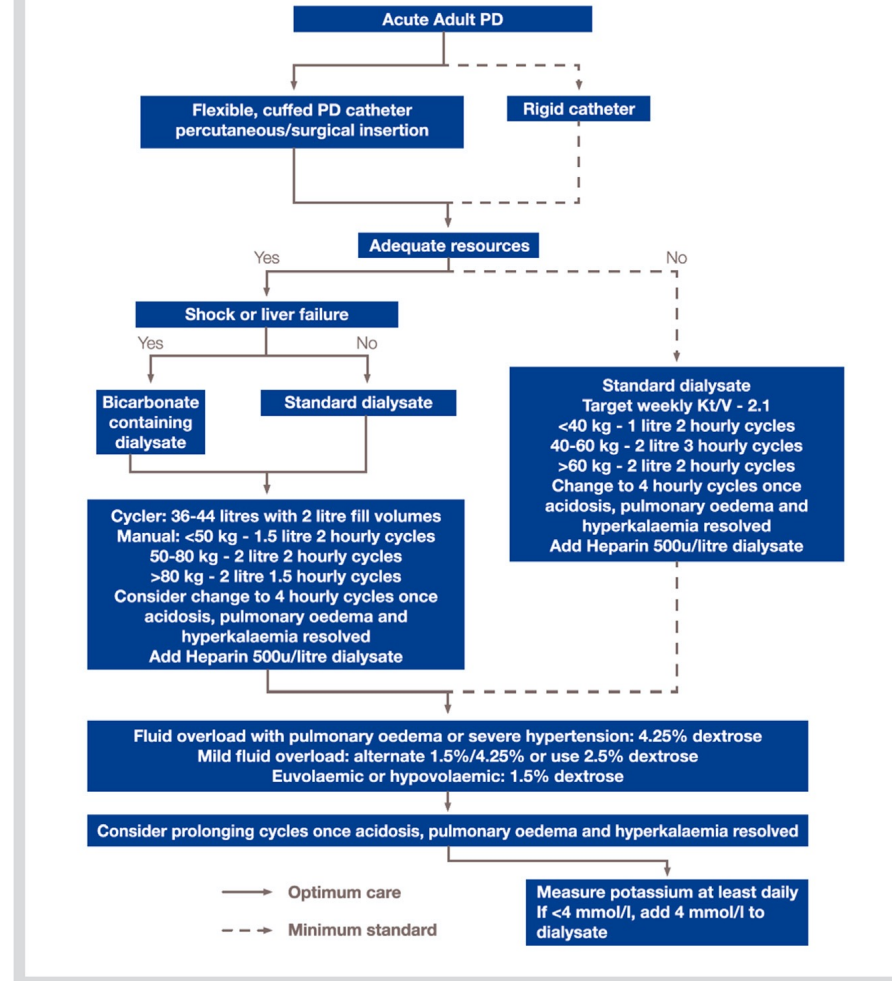 Acute Adult PD
Flexible, cuffed PD catheter
percutaneous/surgical insertion
Rigid catheter
Adequate resources
Yes
No
Shock or liver failure
Yes
No
Bicarbonate
containing
dialysate
Standard dialysate
Standard dialysate
Target weekly Kt/V - 2.1
<40 kg - 1 litre 2 hourly cycles
40-60 kg - 2 litre 3 hourly cycles
>60 kg - 2 litre 2 hourly cycles
Change to 4 hourly cycles once
acidosis, pulmonary oedema and
hyperkalaemia resolved
Add Heparin 500u/litre dialysate
Cycler: 36-44 litres with 2 litre fill volumes
Manual: <50 kg - 1.5 litre 2 hourly cycles
50-80 kg - 2 litre 2 hourly cycles
>80 kg - 2 litre 1.5 hourly cycles
Consider change to 4 hourly cycles once
acidosis, pulmonary oedema and
hyperkalaemia resolved
Add Heparin 500u/litre dialysate
Fluid overload with pulmonary oedema or severe hypertension: 4.25% dextrose
Mild fluid overload: alternate 1.5%/4.25% or use 2.5% dextrose
Euvolaemic or hypovolaemic: 1.5% dextrose
Consider prolonging cycles once acidosis, pulmonary oedema and hyperkalaemia resolved
Optimum care
Minimum standard
Measure potassium at least daily
If <4 mmol/l, add 4 mmol/l to
dialysate